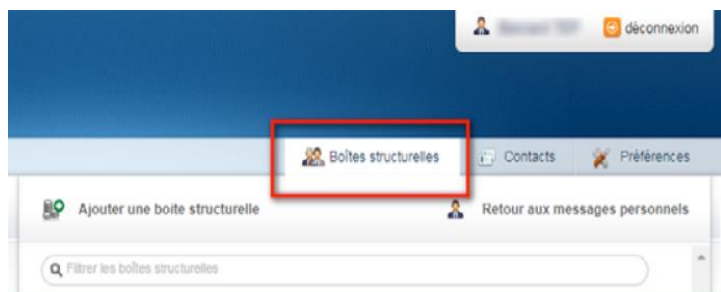 déconnexion
Boîtes structurelles Contacts Préférences
Ajouter une boite structurelle Retour aux messages personnels
Filtrer les boîtes structurelles